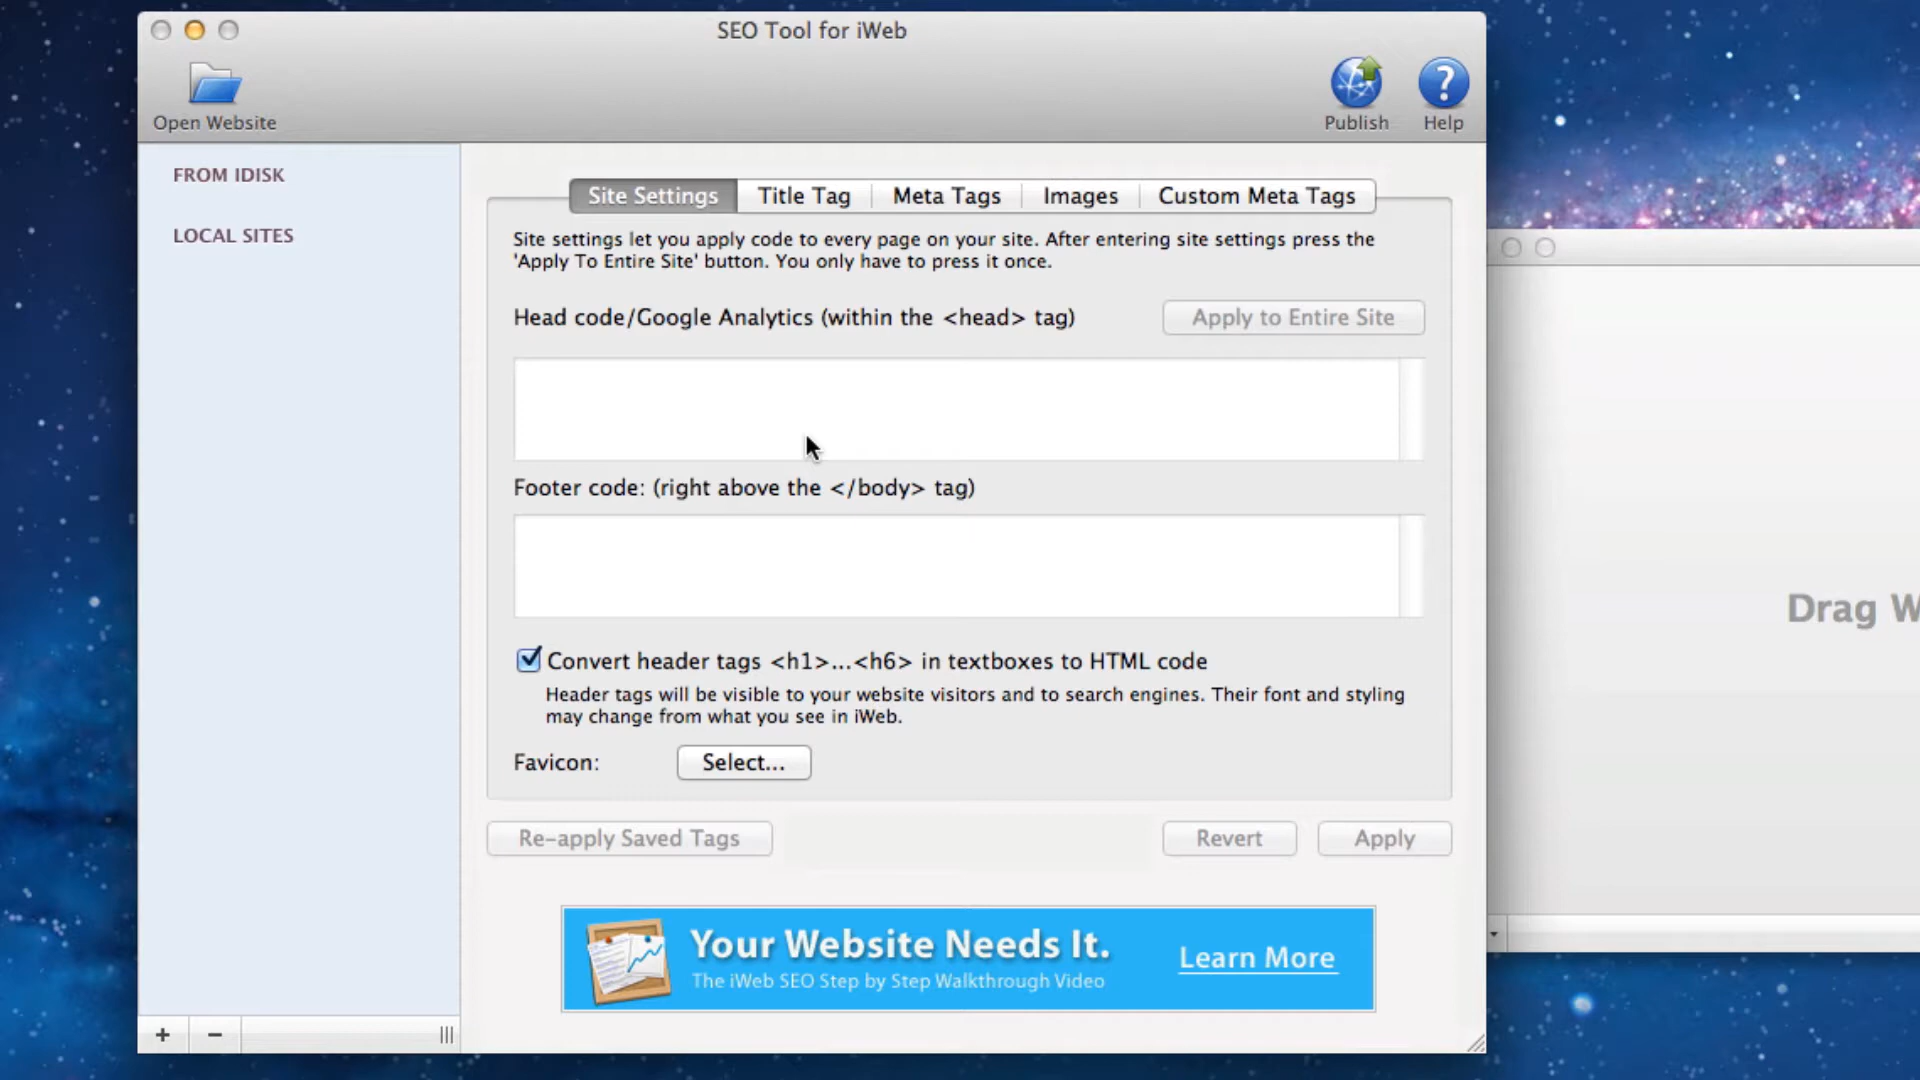 SEO Tool for iWeb
Open Website
Publish
Help
FROM IDISK
LOCAL SITES
Site Settings
Title Tag
Meta Tags
Images
Custom Meta Tags
Site settings let you apply code to every page on your site. After entering site settings press the
'Apply To Entire Site' button. You only have to press it once.
Head code/Google Analytics (within the <head> tag)
Apply to Entire Site
Footer code: (right above the </body> tag)
Drag W
Convert header tags <h1>...<h6> in textboxes to HTML code
Header tags will be visible to your website visitors and to search engines. Their font and styling
may change from what you see in iWeb.
Favicon:
Select...
Re-apply Saved Tags
Revert
Apply
Your Website Needs It.
The iWeb SEO Step by Step Walkthrough Video
Learn More